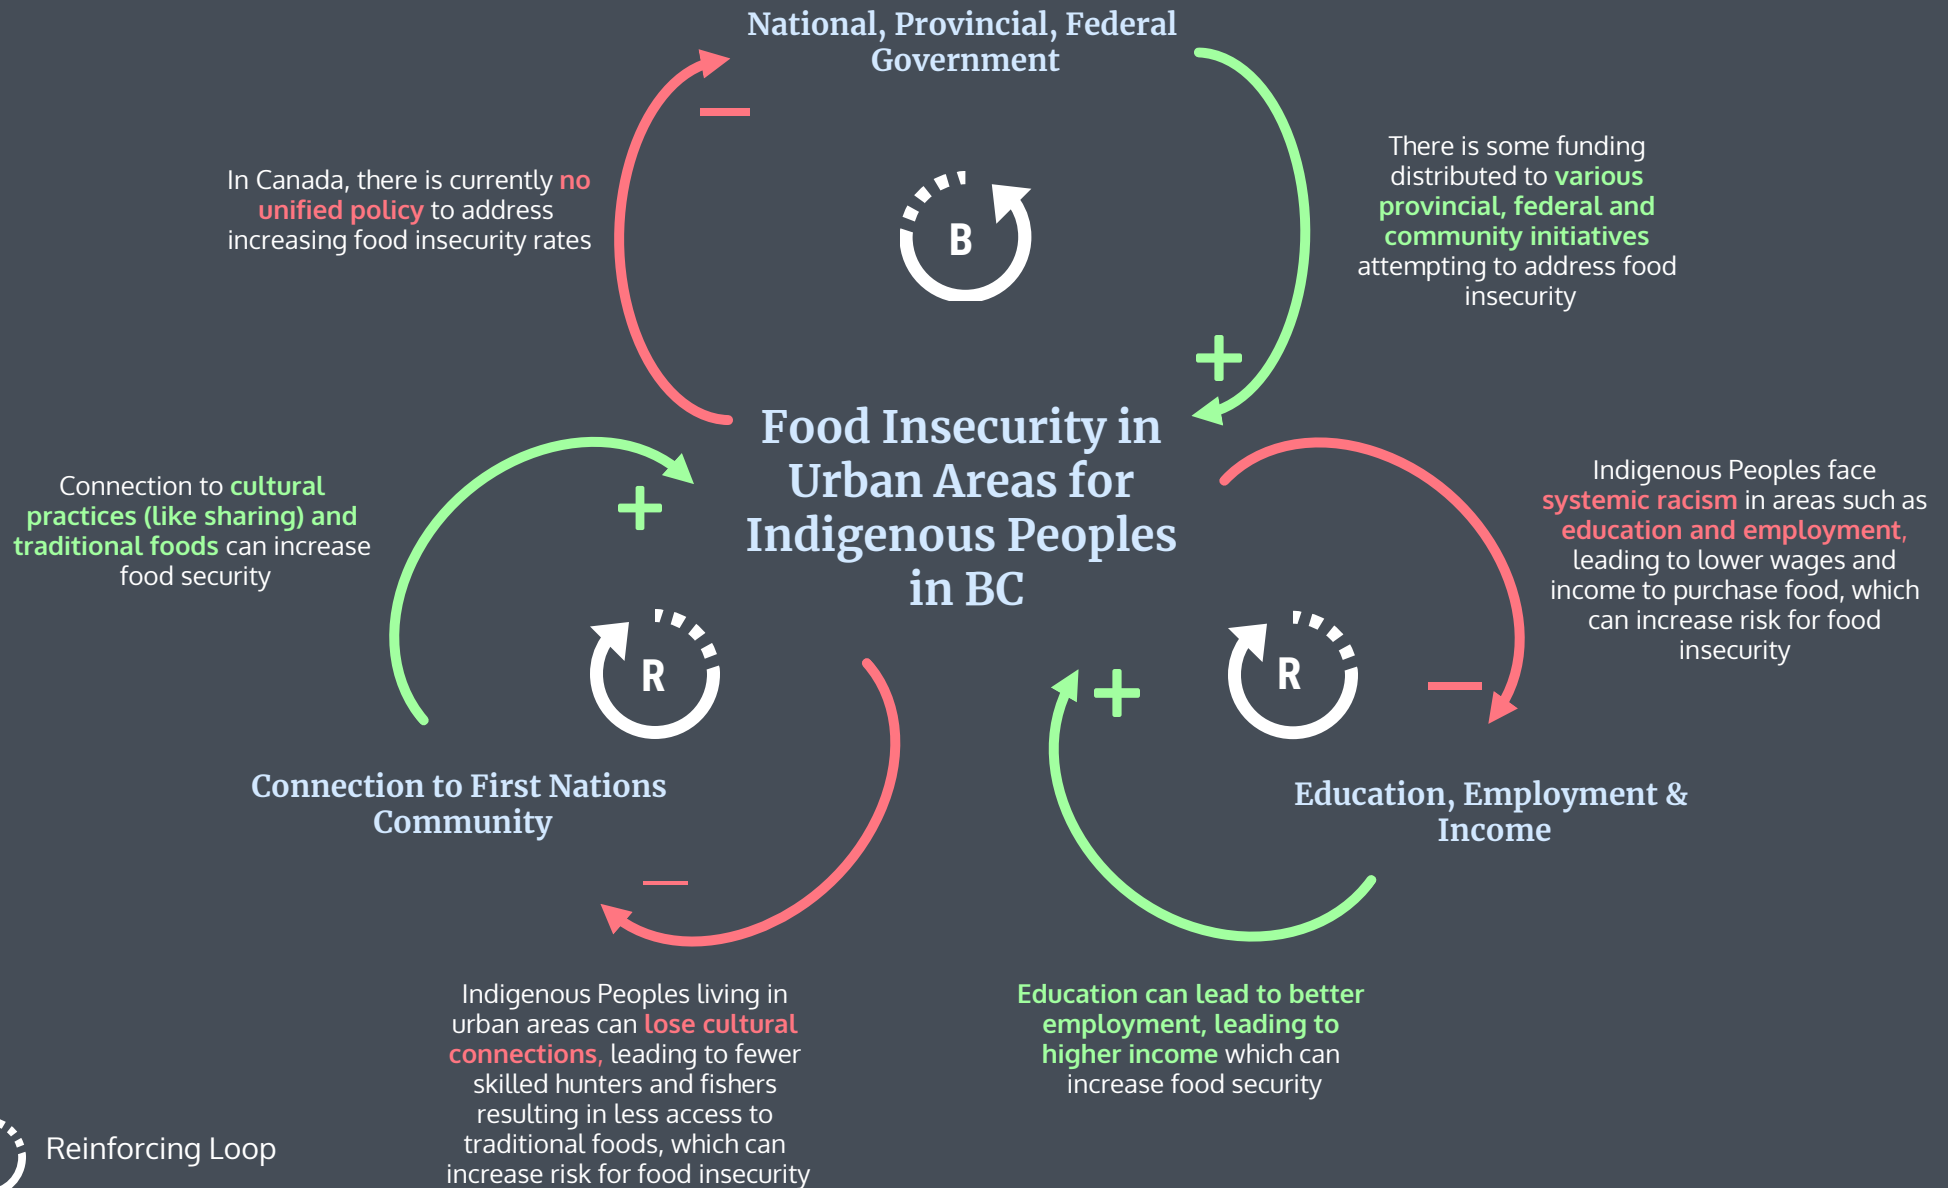 National, Provincial, Federal
Government
In Canada, there is currently no
unified policy to address
increasing food insecurity rates
B
There is some funding
distributed to various
provincial, federal and
community initiatives
attempting to address food
insecurity
Food Insecurity in
Urban Areas for
Indigenous Peoples
in BC
Connection to cultural
practices (like sharing) and
traditional foods can increase
food security
Indigenous Peoples face
systemic racism in areas such as
education and employment,
leading to lower wages and
income to purchase food, which
can increase risk for food
insecurity
R
R
Connection to First Nations
Community
Education, Employment &
Income
Indigenous Peoples living in
urban areas can lose cultural
connections, leading to fewer
skilled hunters and fishers
resulting in less access to
traditional foods, which can
increase risk for food insecurity
Education can lead to better
employment, leading to
higher income which can
increase food security
Reinforcing Loop